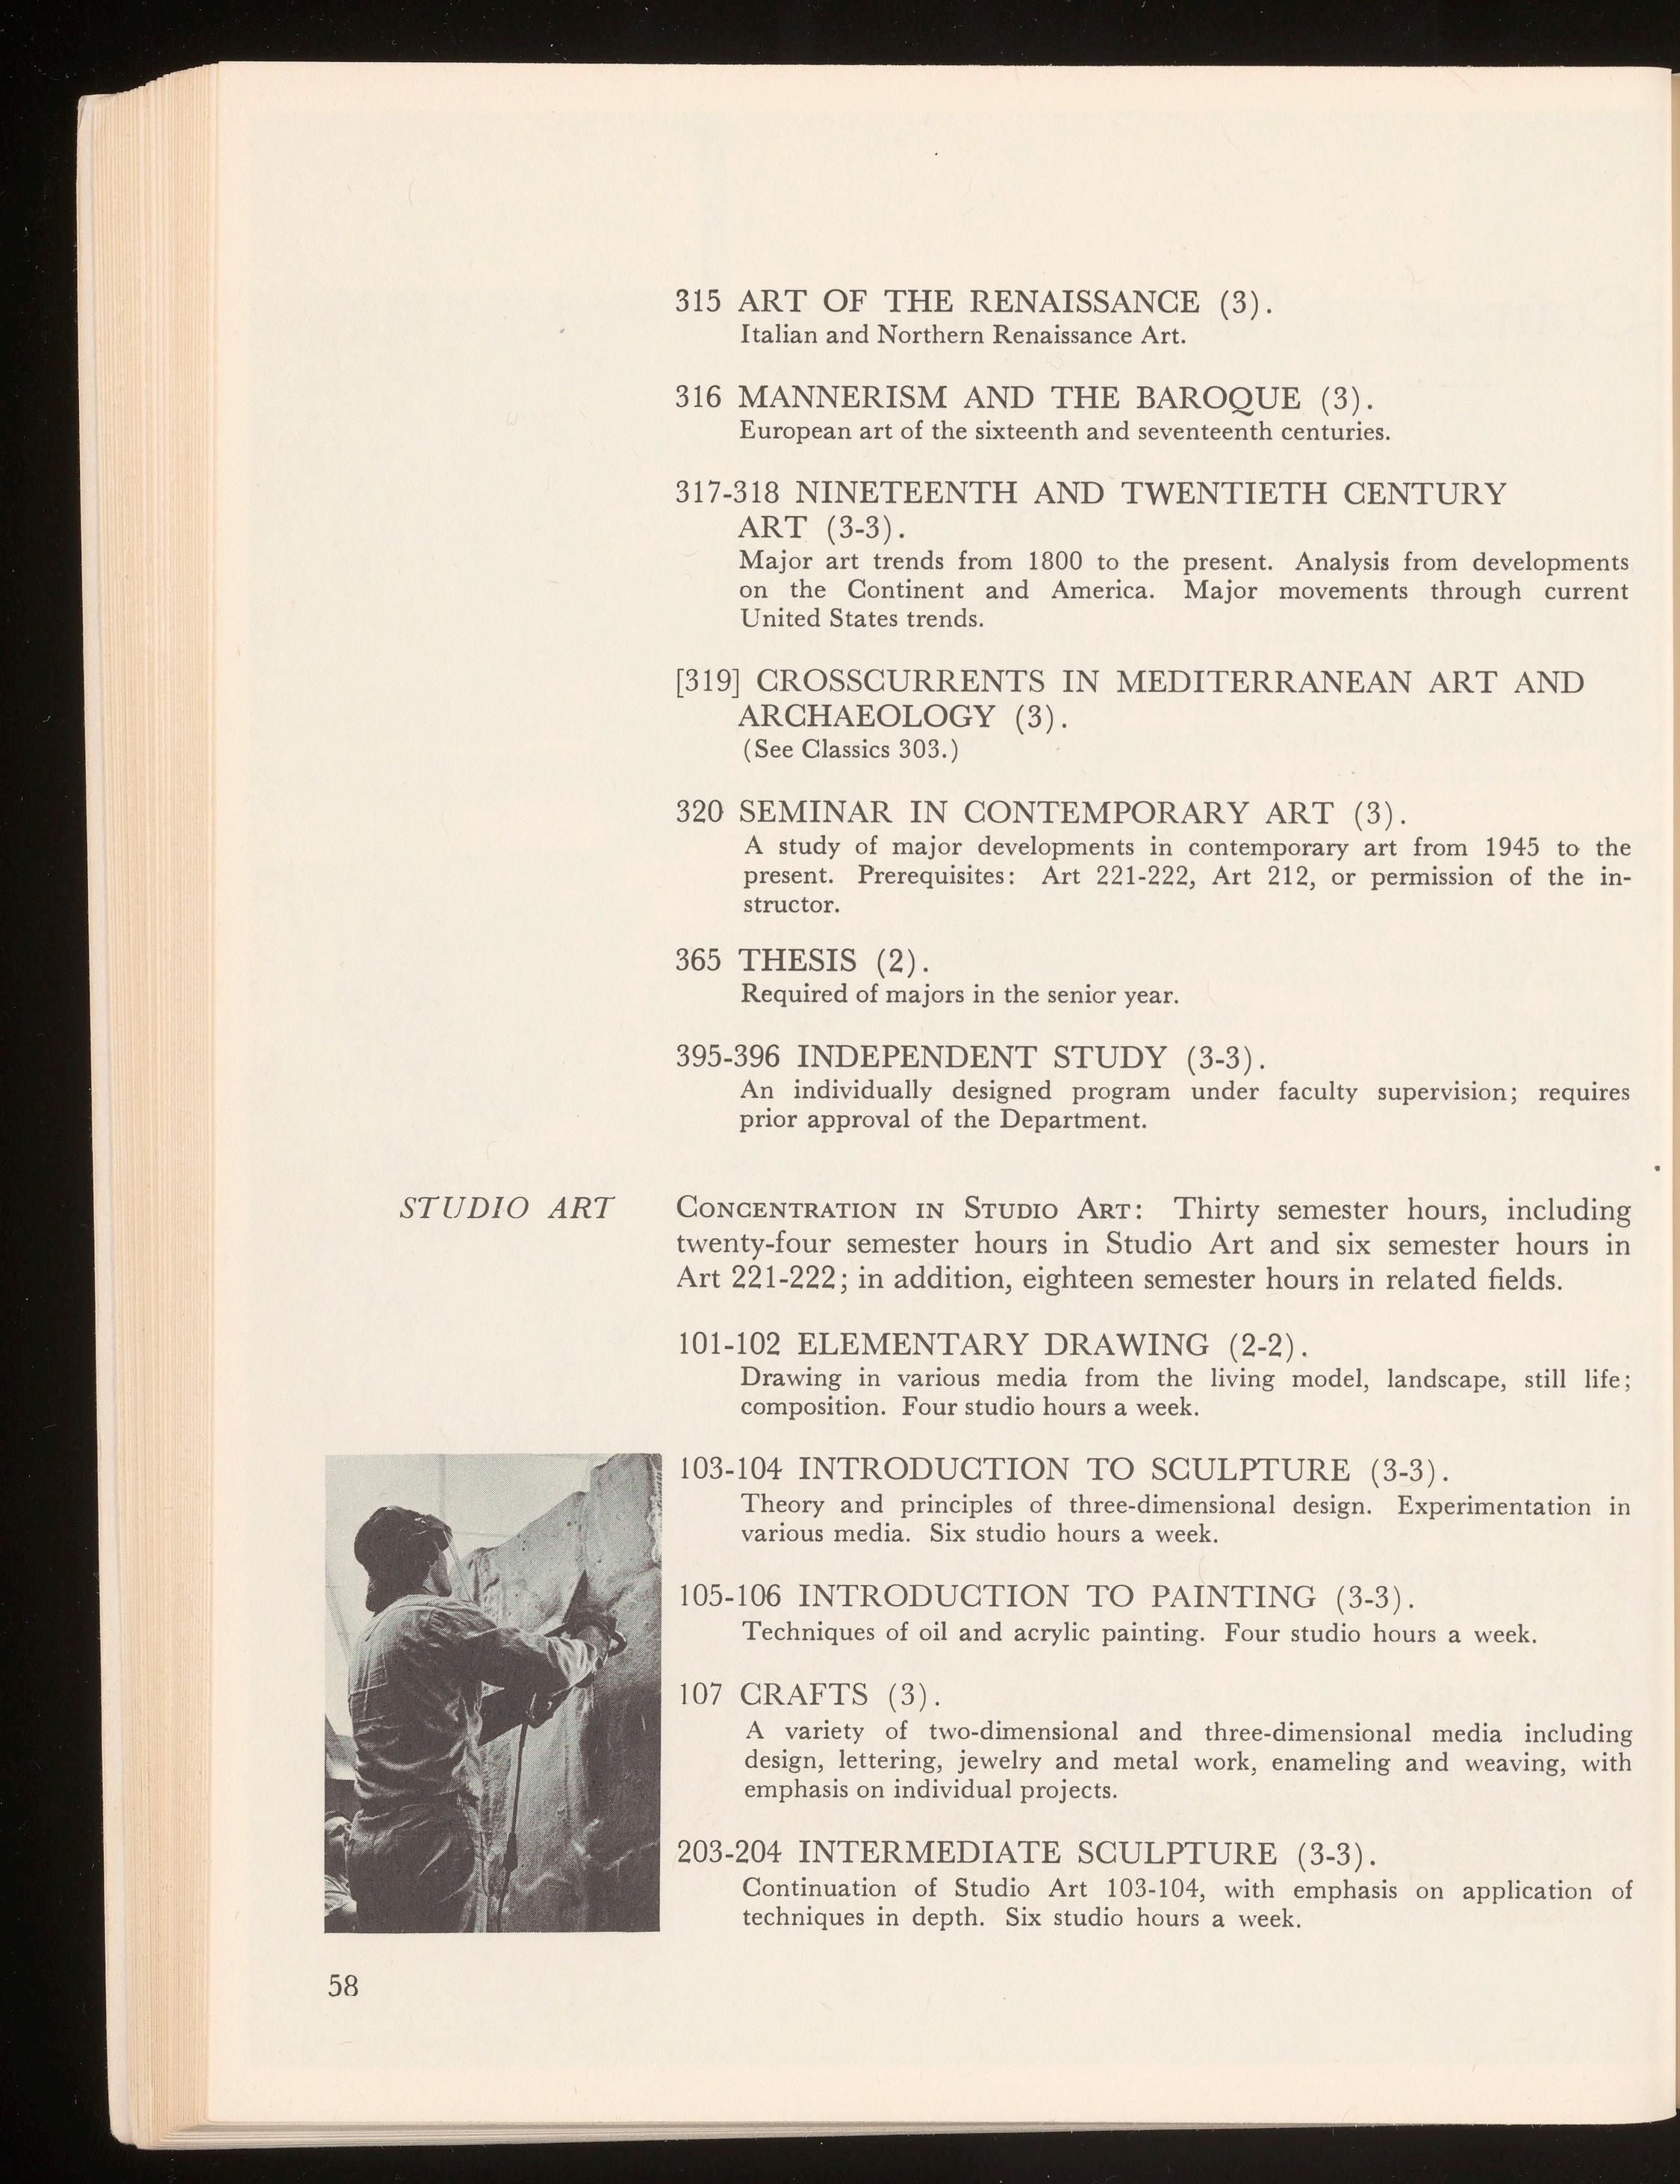 315 ART OF THE RENAISSANCE (3).
Italian and Northern Renaissance Art.
316 MANNERISM AND THE BAROQUE (3).
European art of the sixteenth and seventeenth centuries.
317-318 NINETEENTH AND TWENTIETH CENTURY
ART (3-3).
Major art trends from 1800 to the present. Analysis from developments
on the Continent and America. Major movements through current
United States trends.
[319] CROSSCURRENTS IN MEDITERRANEAN ART AND
ARCHAEOLOGY (3).
(See Classics 303.)
320 SEMINAR IN CONTEMPORARY ART (3).
A study of major developments in contemporary art from 1945 to the
present. Prerequisites: Art 221-222, Art 212, or permission of the in-
structor.
365 THESIS (2).
Required of majors in the senior year.
395-396 INDEPENDENT STUDY (3-3).
An individually designed program under faculty supervision; requires
prior approval of the Department.
STUDIO ART
CONCENTRATION IN STUDIO ART: Thirty semester hours, including
twenty-four semester hours in Studio Art and six semester hours in
Art 221-222; in addition, eighteen semester hours in related fields.
101-102 ELEMENTARY DRAWING (2-2).
Drawing in various media from the living model, landscape, still life;
composition. Four studio hours a week.
103-104 INTRODUCTION TO SCULPTURE (3-3).
Theory and principles of three-dimensional design. Experimentation in
various media. Six studio hours a week.
105-106 INTRODUCTION TO PAINTING (3-3).
Techniques of oil and acrylic painting. Four studio hours a week.
107 CRAFTS (3).
A variety of two-dimensional and three-dimensional media including
design, lettering, jewelry and metal work, enameling and weaving, with
emphasis on individual projects.
203-204 INTERMEDIATE SCULPTURE (3-3).
Continuation of Studio Art 103-104, with emphasis on application of
techniques in depth. Six studio hours a week.
58